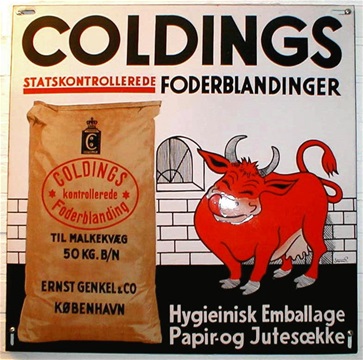 COLDINGS
STATSKONTROLLEREDE FODERBLANDINGER
COLDINGS
kontrollerede
Foderblanding
TIL MALKEKVÆG
50 KG. B/N
ERNST GENKEL & CO
KØBENHAVN
Hygieinisk Emballage
Papir-og Jutesække